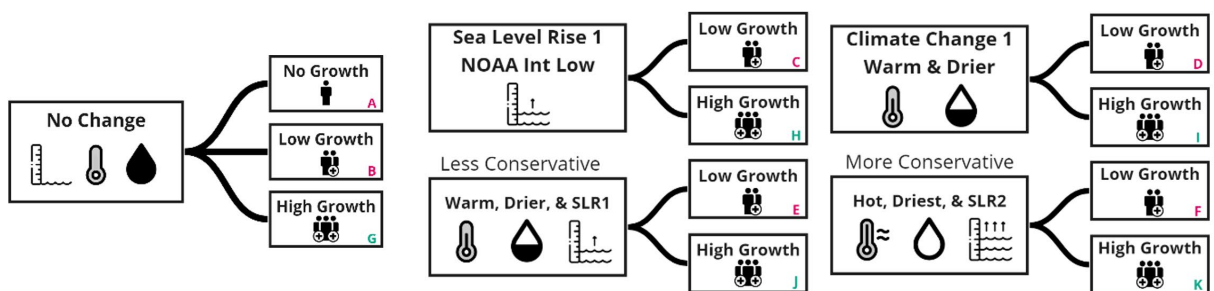 No Change
No Growth
A
Low Growth
B
High Growth
G
Sea Level Rise 1
NOAA Int Low
Low Growth
C
High Growth
H
Climate Change 1
Warm & Drier
Low Growth
D
High Growth
I
Less Conservative
Warm, Drier, & SLR1
Low Growth
E
High Growth
J
More Conservative
Hot, Driest, & SLR2
Low Growth
F
High Growth
K